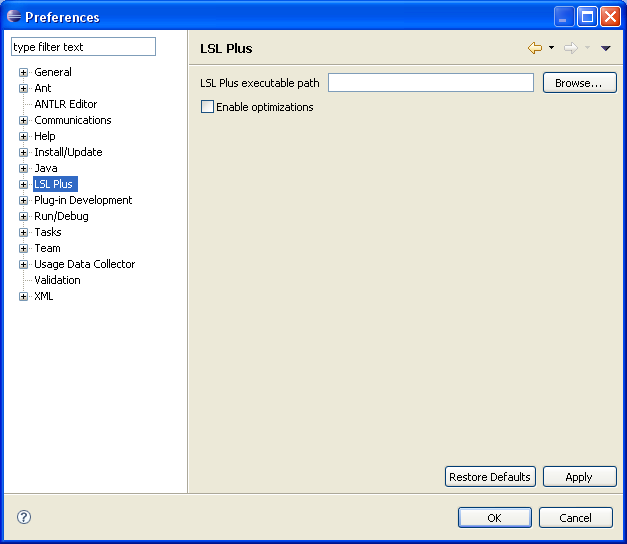 Preferences
type filter text
General
Ant
ANTLR Editor
Communications
Help
Install/Update
Java
LSL Plus
Plug-in Development
Run/Debug
Tasks
Team
Usage Data Collector
Validation
XML
LSL Plus
LSL Plus executable path
Browse...
Enable optimizations
Restore Defaults
Apply
?
OK
Cancel